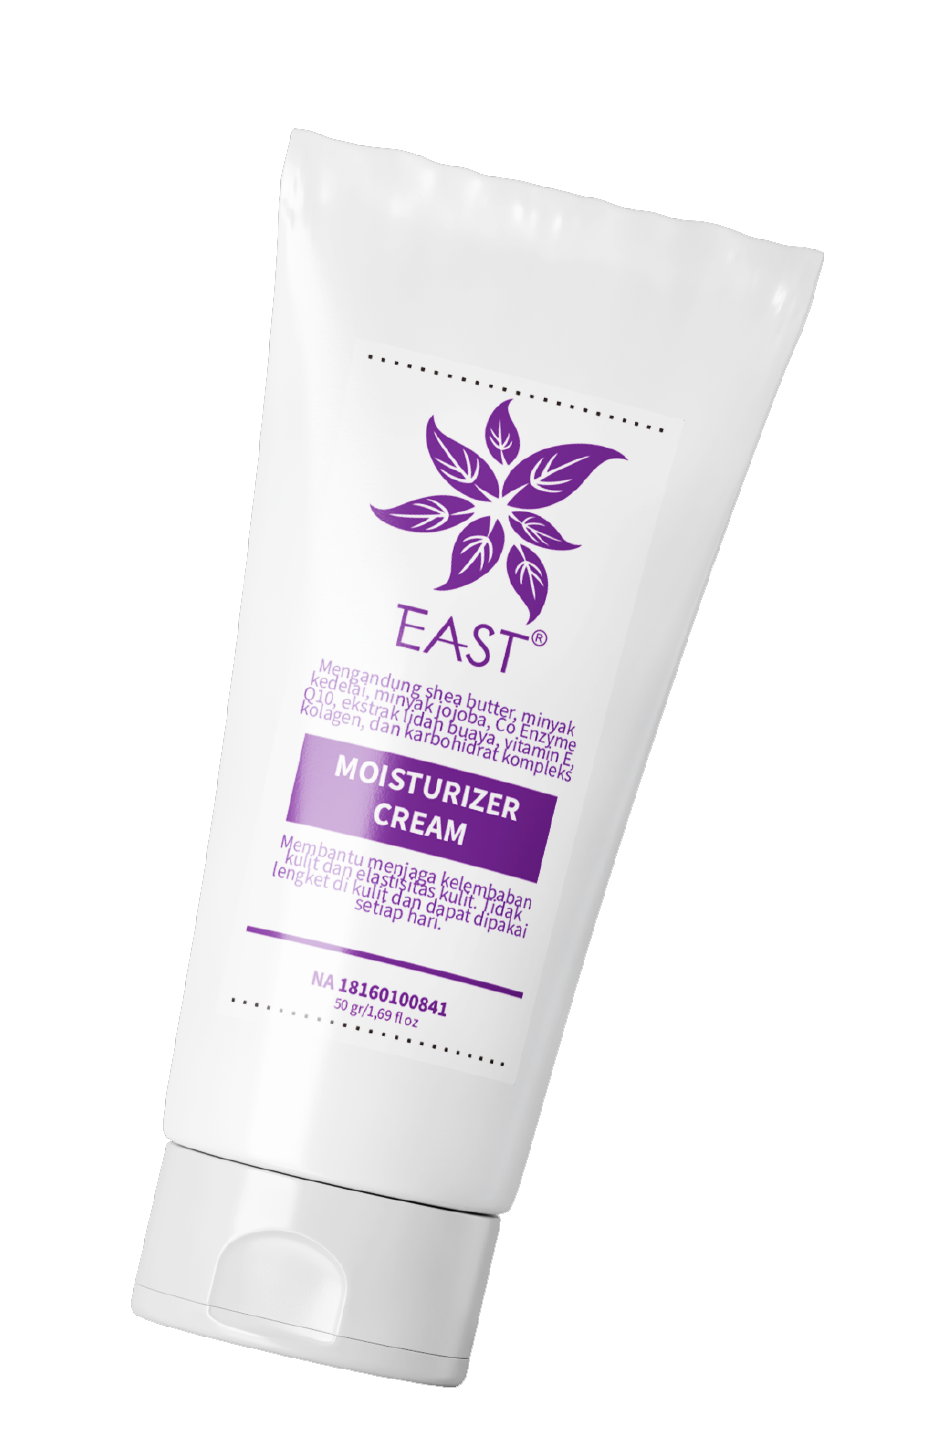 EAST®
Mengandung shea butter, minyak
kedelai, minyak jojoba, Co Enzyme
Q10, ekstrak lidah buaya, vitamin E,
kolagen, dan karbohidrat kompleks
MOISTURIZER
CREAM
Membantu menjaga kelembaban
kulit dan elastisitas kulit. Tidak
lengket di kulit dan dapat dipakai
setiap hari.
NA 18160100841
50 gr/1,69 fl oz